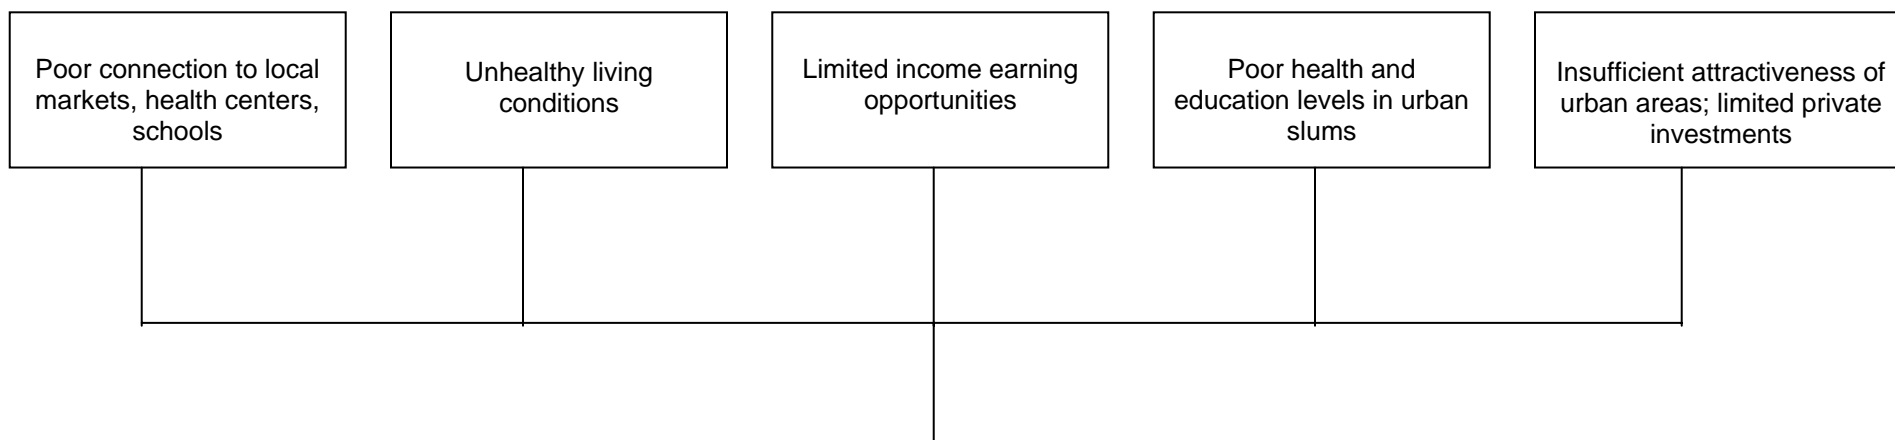 Poor connection to local
markets, health centers,
schools
Unhealthy living
conditions
Limited income earning
opportunities
Poor health and
education levels in urban
slums
Insufficient attractiveness of
urban areas; limited private
investments